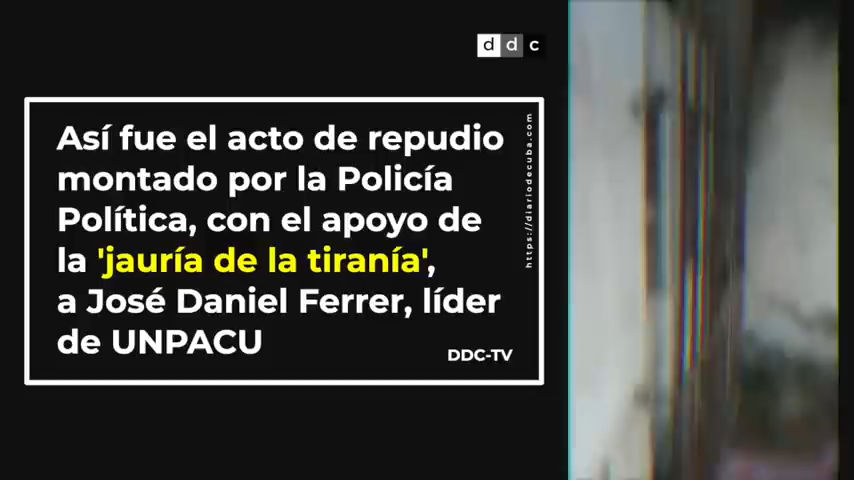 ddc
Así fue el acto de repudio
montado por la Policía
Política, con el apoyo de
la 'jauría de la tiranía',
a José Daniel Ferrer, líder
de UNPACU
DDC-TV
https://diariodecuba.com